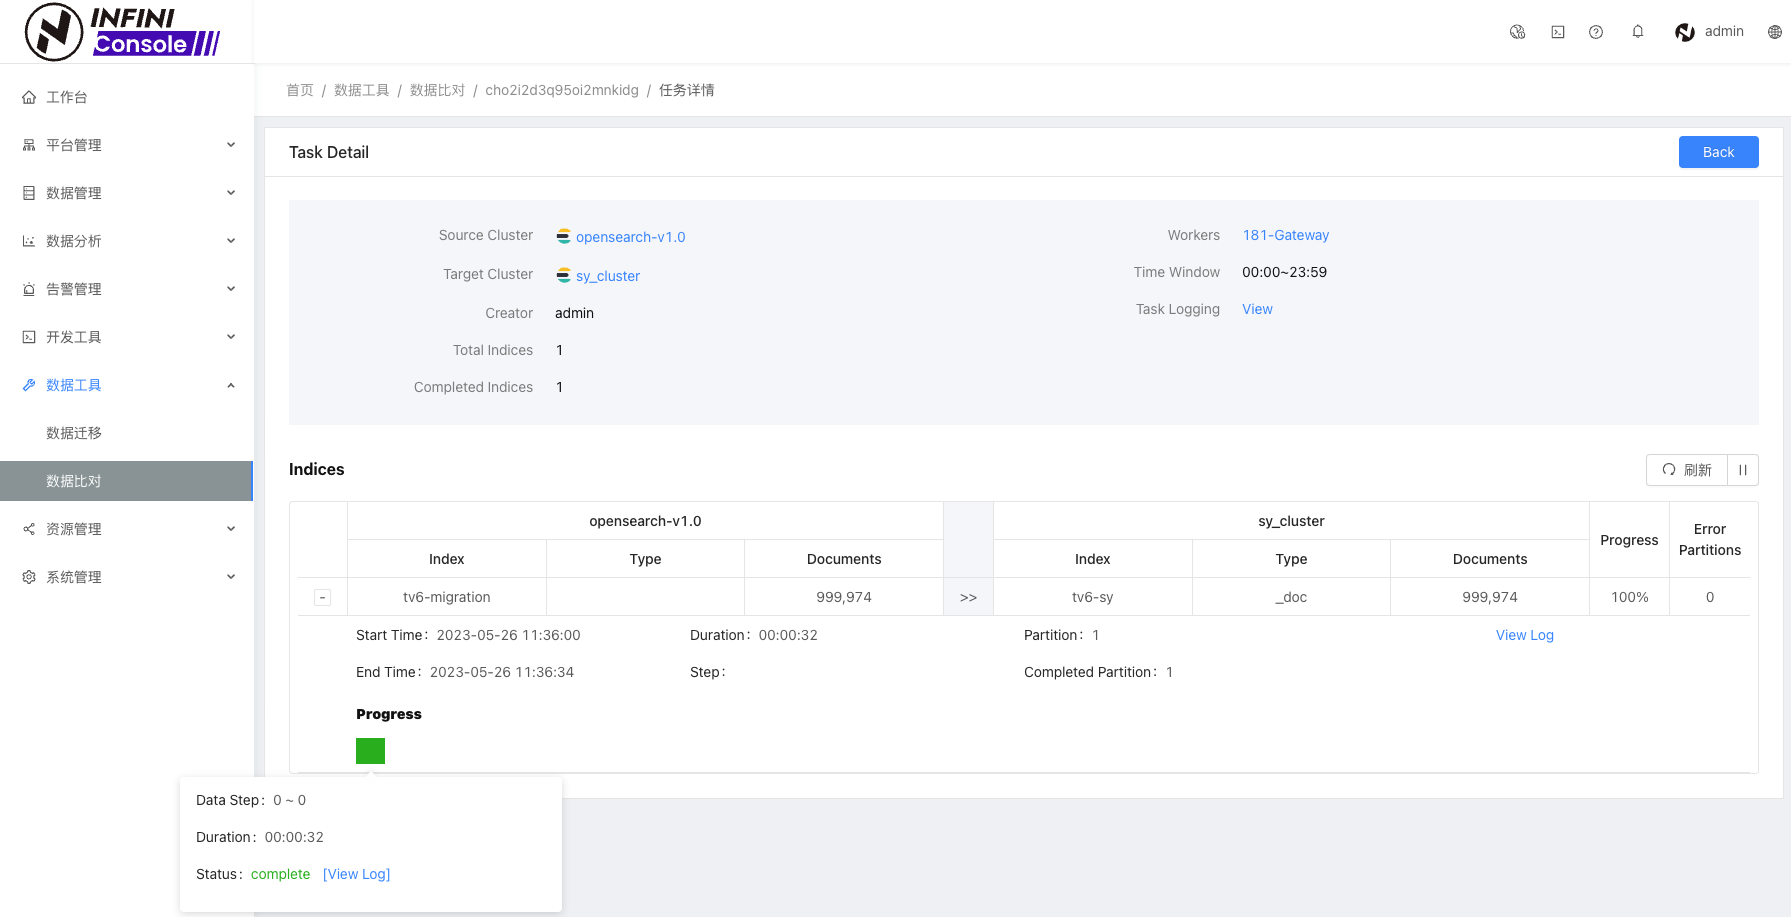 INFINI
Console
admin
工作台
平台管理
数据管理
数据分析
告警管理
开发工具
数据工具
数据迁移
数据比对
资源管理
系统管理
首页 / 数据工具 / 数据比对 / cho2i2d3q95oi2mnkidg / 任务详情
Task Detail
Back
Source Cluster opensearch-v1.0
Target Cluster sy_cluster
Creator admin
Total Indices 1
Completed Indices 1
Workers 181-Gateway
Time Window 00:00~23:59
Task Logging View
Indices
刷新
opensearch-v1.0 sy_cluster Progress Error Partitions
Index Type Documents Index Type Documents
- tv6-migration 999,974 >> tv6-sy _doc 999,974 100% 0
Start Time: 2023-05-26 11:36:00 Duration: 00:00:32 Partition: 1 View Log
End Time: 2023-05-26 11:36:34 Step: Completed Partition: 1
Progress
Data Step: 0 ~ 0
Duration: 00:00:32
Status: complete [View Log]